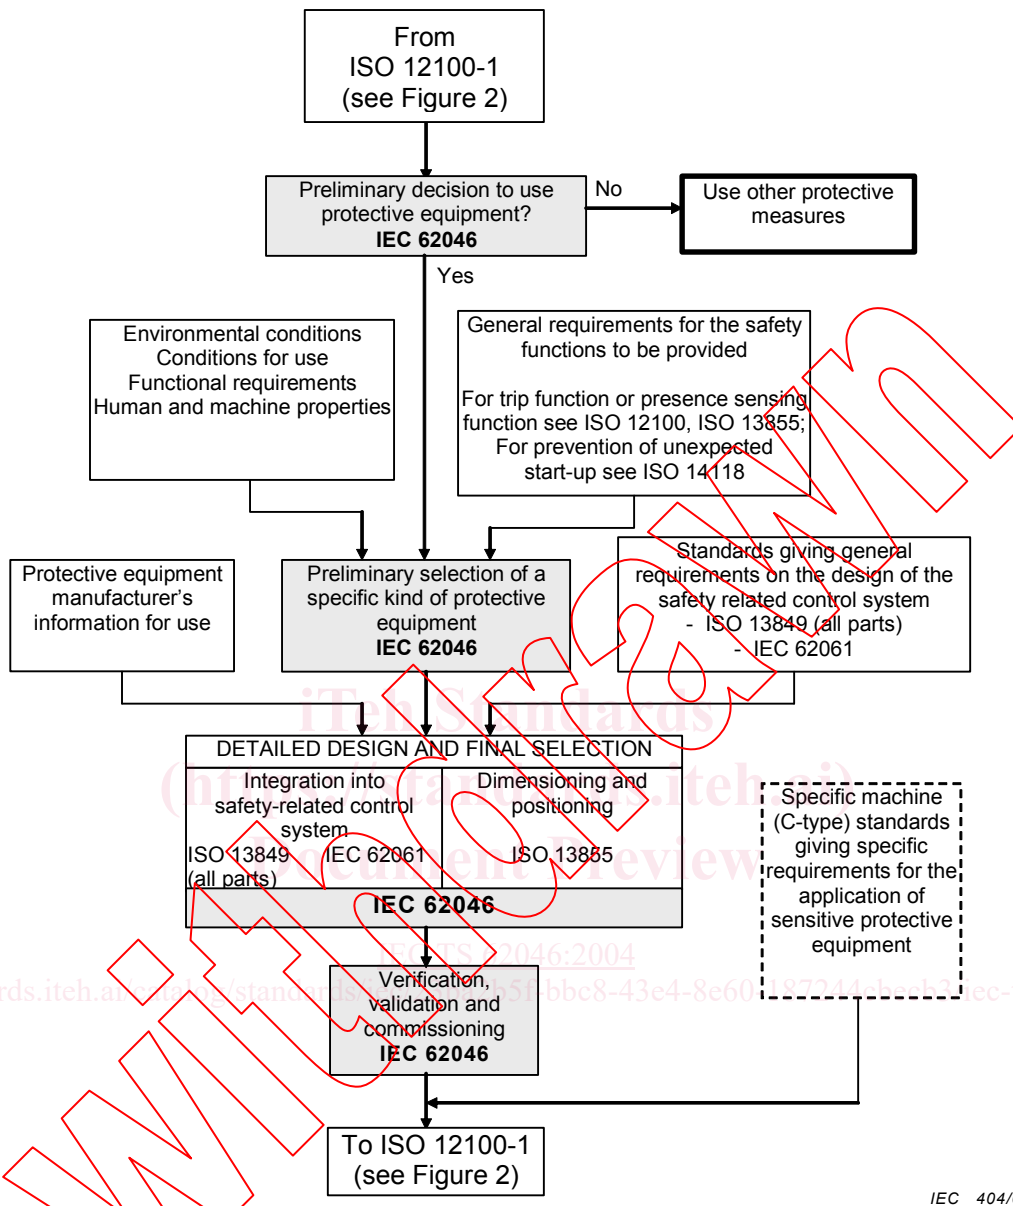 From
ISO 12100-1
(see Figure 2)
Preliminary decision to use
protective equipment?
IEC 62046
No
Use other protective
measures
Yes
Environmental conditions
Conditions for use
Functional requirements
Human and machine properties
General requirements for the safety
functions to be provided
For trip function or presence sensing
function see ISO 12100, ISO 13855;
For prevention of unexpected
start-up see ISO 14118
Protective equipment
manufacturer's
information for use
Preliminary selection of a
specific kind of protective
equipment
IEC 62046
Standards giving general
requirements on the design of the
safety related control system
- ISO 13849 (all parts)
- IEC 62061
iTeh Standards
DETAILED DESIGN AND FINAL SELECTION
Integration into
safety-related control
system
ISO 13849 IEC 62061
(all parts)
Dimensioning and
positioning
ISO 13855
(https://standards.iteh.ai)
Document Preview
IEC 62046
Specific machine
(C-type) standards
giving specific
requirements for the
application of
sensitive protective
equipment
IEC TS 62046:2004
Verification,
validation and
commissioning
IEC 62046
To ISO 12100-1
(see Figure 2)
IEC 404/
withdrawn